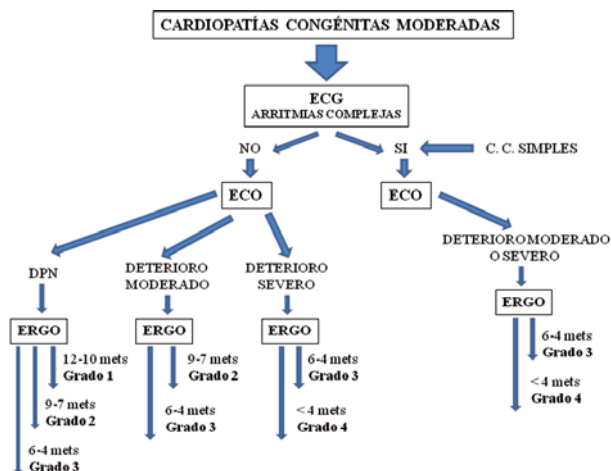 CARDIOPATÍAS CONGÉNITAS MODERADAS
ECG
ARRITMIAS COMPLEJAS
NO
SI
C. C. SIMPLES
ECO
ECO
DPN
DETERIORO
MODERADO
DETERIORO
SEVERO
DETERIORO MODERADO
O SEVERO
ERGO
ERGO
ERGO
ERGO
12-10 mets
Grado 1
9-7 mets
Grado 2
6-4 mets
Grado 3
9-7 mets
Grado 2
6-4 mets
Grado 3
6-4 mets
Grado 3
< 4 mets
Grado 4
6-4 mets
Grado 3
< 4 mets
Grado 4